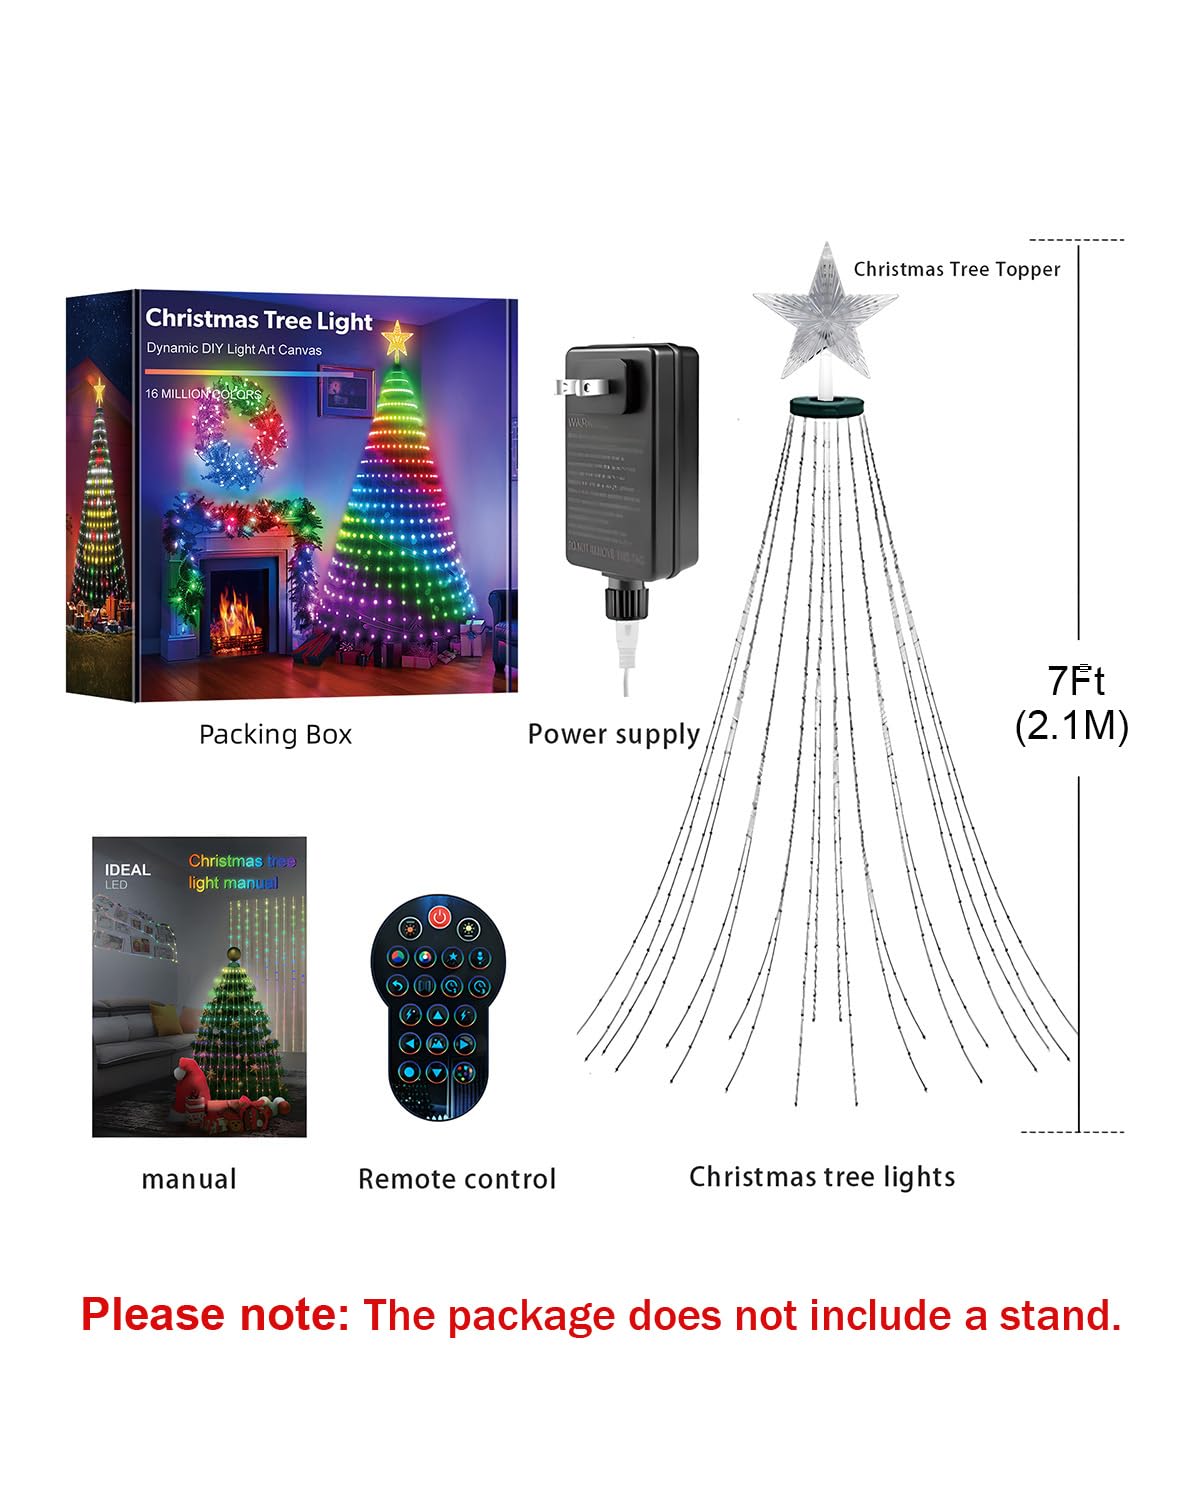 Christmas Tree Topper
Christmas Tree Light
Dynamic DIY Light Art Canvas
16 MILLION COLORS
7Ft
(2.1M)
Packing Box
Power supply
IDEAL
LED
Christmas tree
light manual
manual
Remote control
Christmas tree lights
Please note: The package does not include a stand.